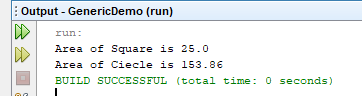 Output - GenericDemo (run)
run:
Area of Square is 25.0
Area of Ciecle is 153.86
BUILD SUCCESSFUL (total time: 0 seconds)